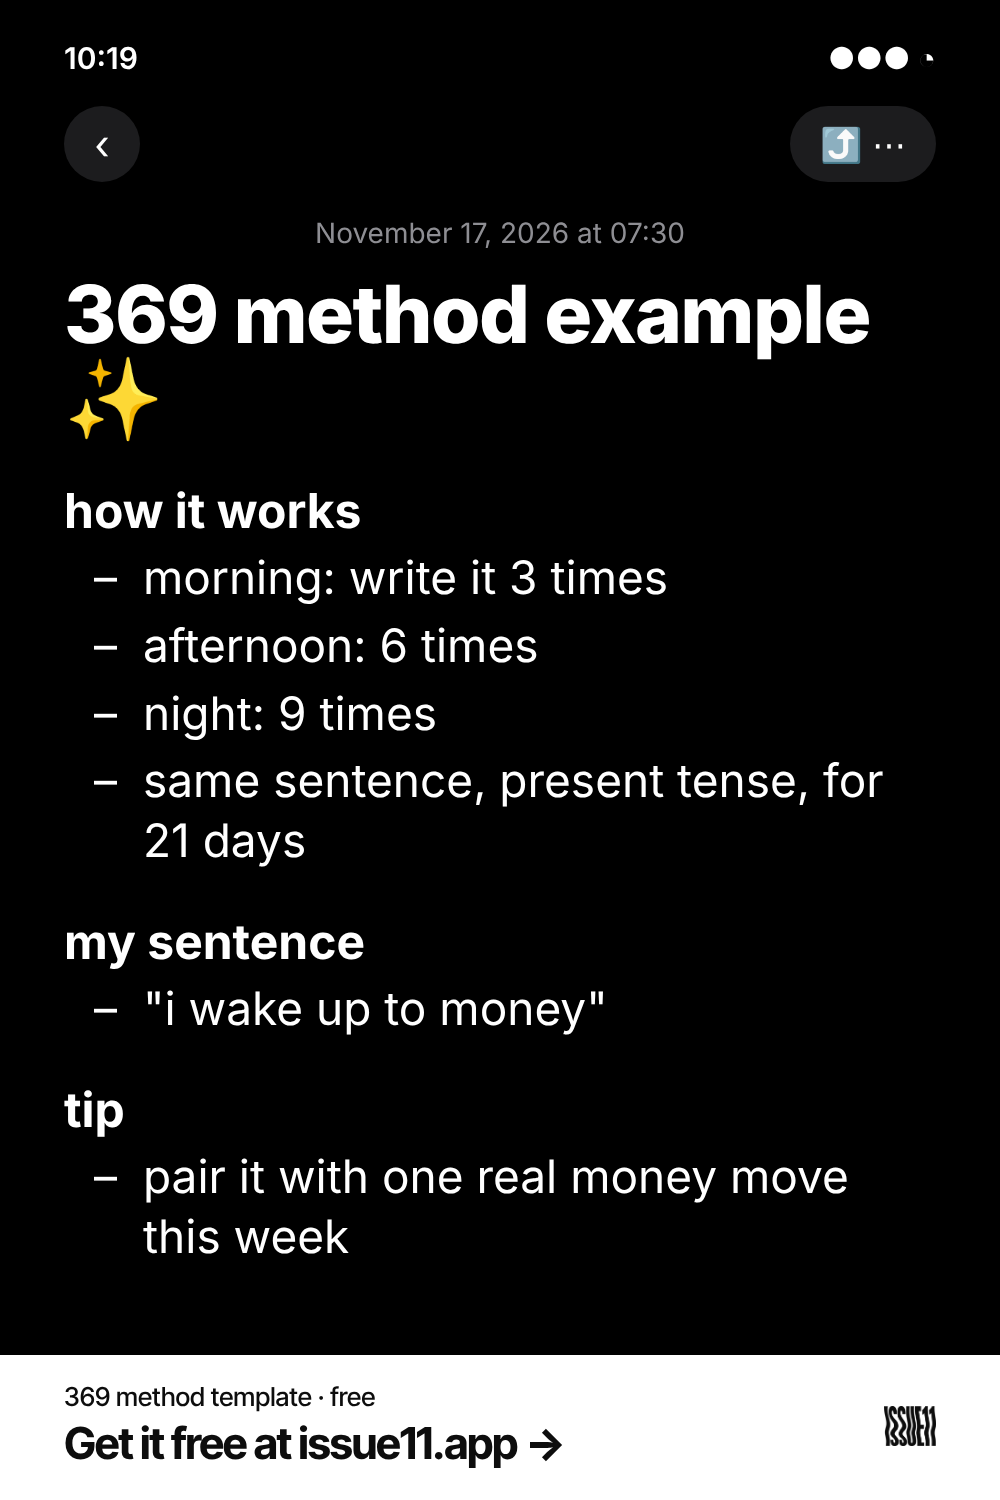 10:19
‹
⤴️ ···
November 17, 2026 at 07:30
369 method example
✨
how it works
– morning: write it 3 times
– afternoon: 6 times
– night: 9 times
– same sentence, present tense, for
21 days
my sentence
– "i wake up to money"
tip
– pair it with one real money move
this week
369 method template · free
Get it free at issue11.app →
ISSUE11